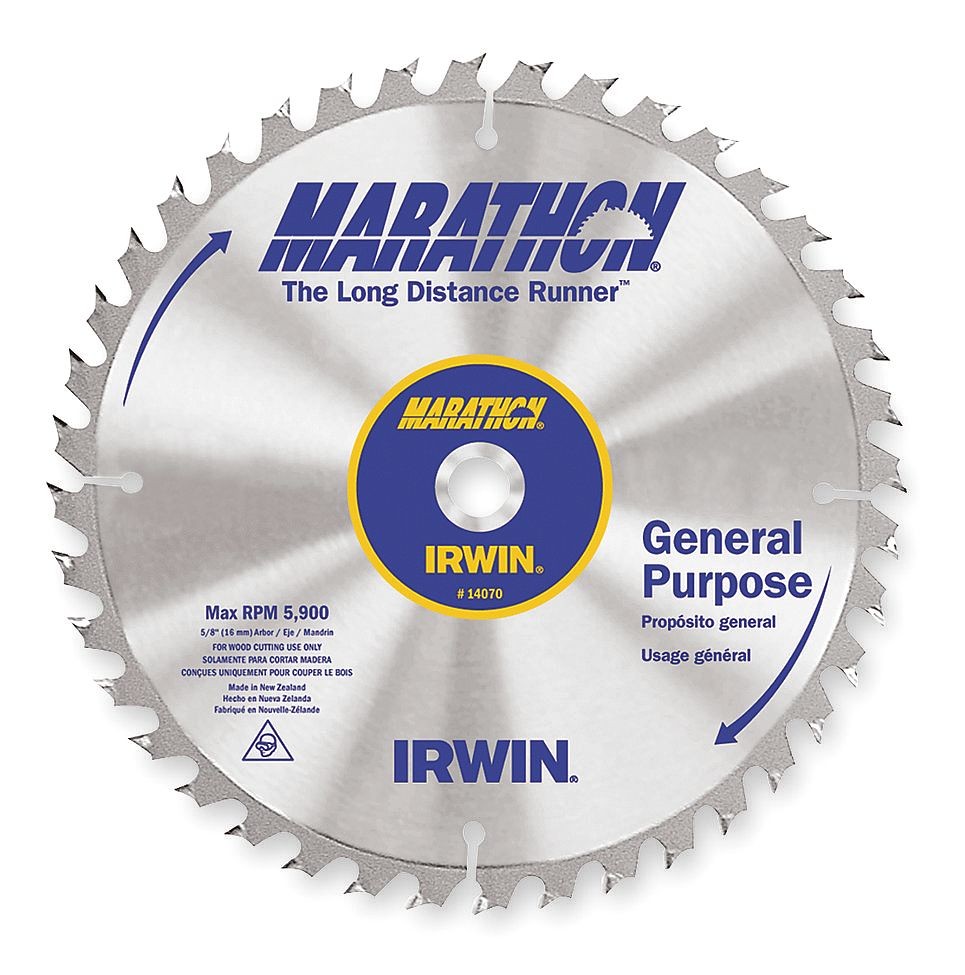 MARATHON®
The Long Distance Runner™
MARATHON®
IRWIN®
# 14070
General
Purpose
Propósito general
Usage général
Max RPM 5,900
5/8" (16 mm) Arbor / Eje / Mandrin
FOR WOOD CUTTING USE ONLY
SOLAMENTE PARA CORTAR MADERA
CONÇUES UNIQUEMENT POUR COUPER LE BOIS
Made in New Zealand
Hecho en Nueva Zelanda
Fabriqué en Nouvelle-Zélande
IRWIN®